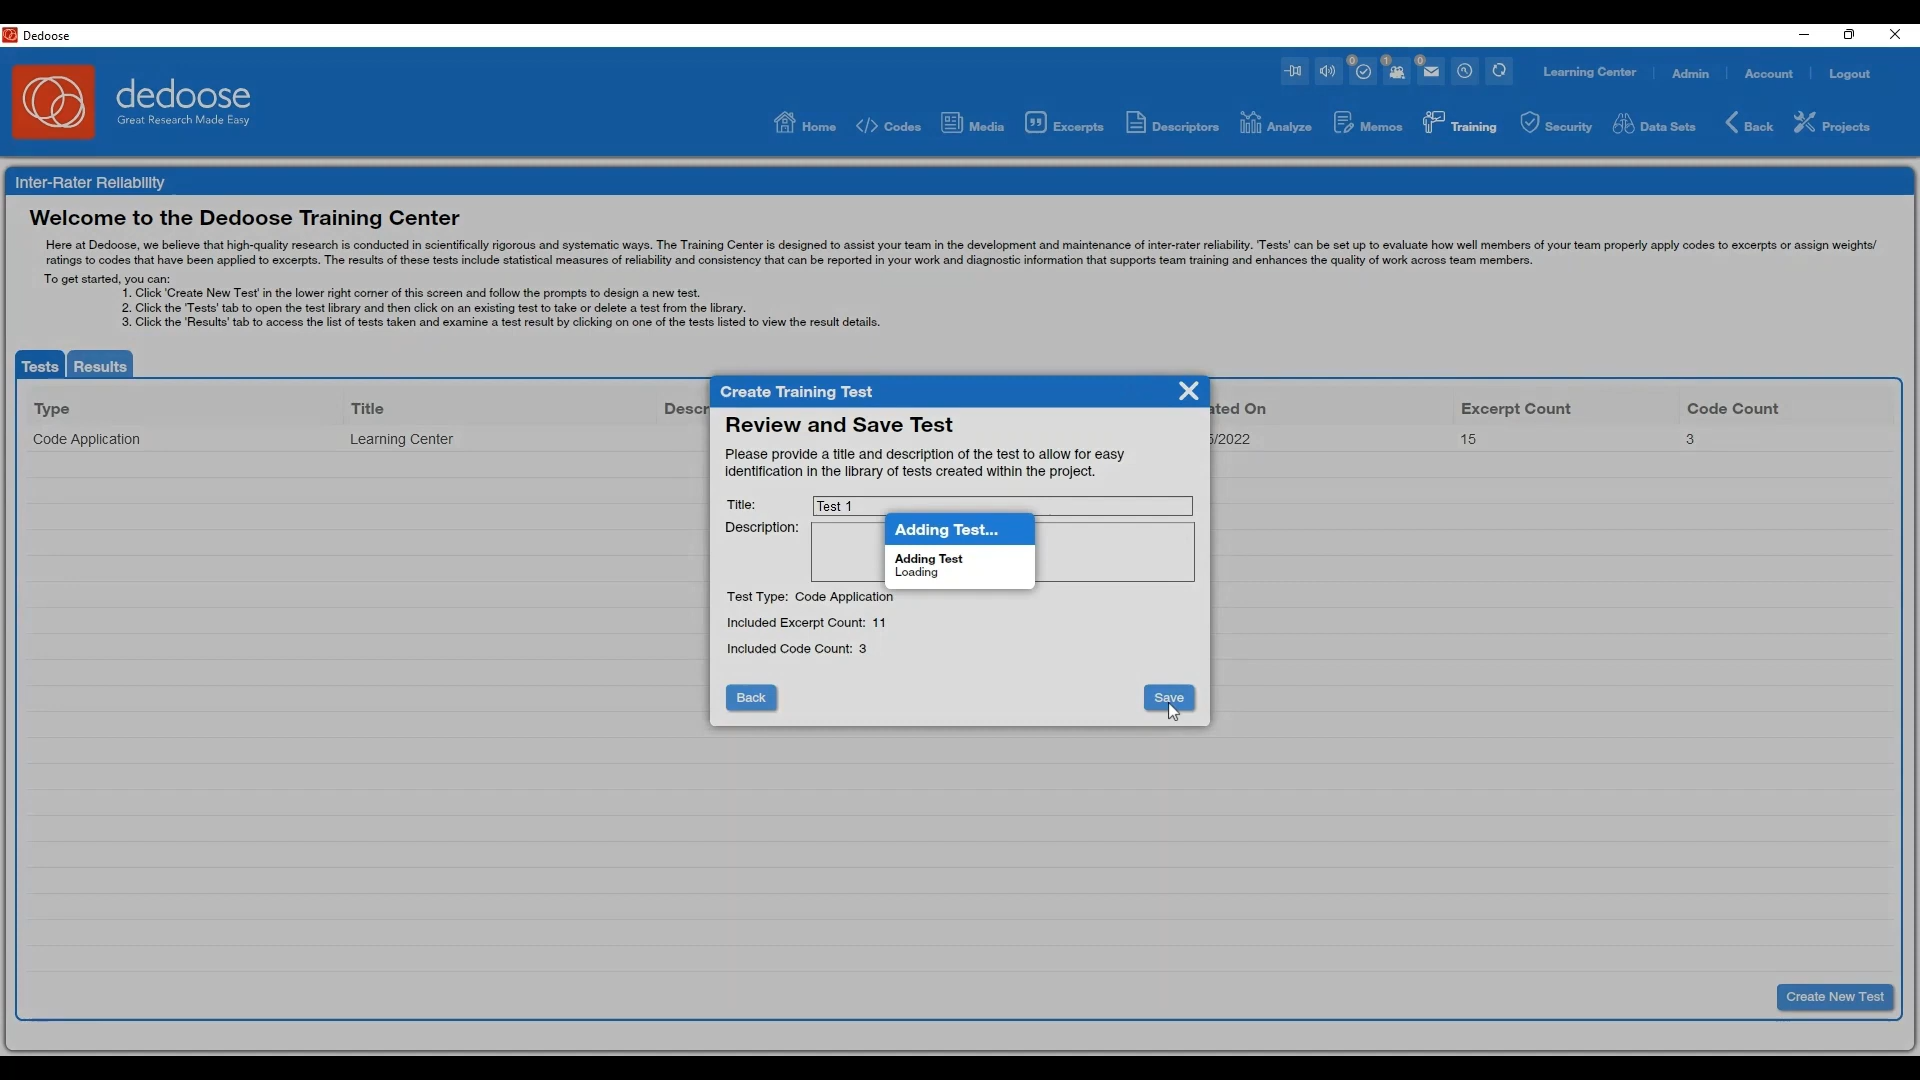 Dedoose
dedoose
Great Research Made Easy
0
1
0
Learning Center
Admin
Account
Logout
Home
Codes
Media
Excerpts
Descriptors
Analyze
Memos
Training
Security
Data Sets
Back
Projects
Inter-Rater Reliability
Welcome to the Dedoose Training Center
Here at Dedoose, we believe that high-quality research is conducted in scientifically rigorous and systematic ways. The Training Center is designed to assist your team in the development and maintenance of inter-rater reliability. 'Tests' can be set up to evaluate how well members of your team properly apply codes to excerpts or assign weights/
ratings to codes that have been applied to excerpts. The results of these tests include statistical measures of reliability and consistency that can be reported in your work and diagnostic information that supports team training and enhances the quality of work across team members.
To get started, you can:
1. Click 'Create New Test' in the lower right corner of this screen and follow the prompts to design a new test.
2. Click the 'Tests' tab to open the test library and then click on an existing test to take or delete a test from the library.
3. Click the 'Results' tab to access the list of tests taken and examine a test result by clicking on one of the tests listed to view the result details.
Tests
Results
Type
Title
Descr
ated On
Excerpt Count
Code Count
Code Application
Learning Center
5/2022
15
3
Create Training Test
Review and Save Test
Please provide a title and description of the test to allow for easy
identification in the library of tests created within the project.
Title:
Test 1
Description:
Adding Test...
Adding Test
Loading
Test Type: Code Application
Included Excerpt Count: 11
Included Code Count: 3
Back
Save
Create New Test